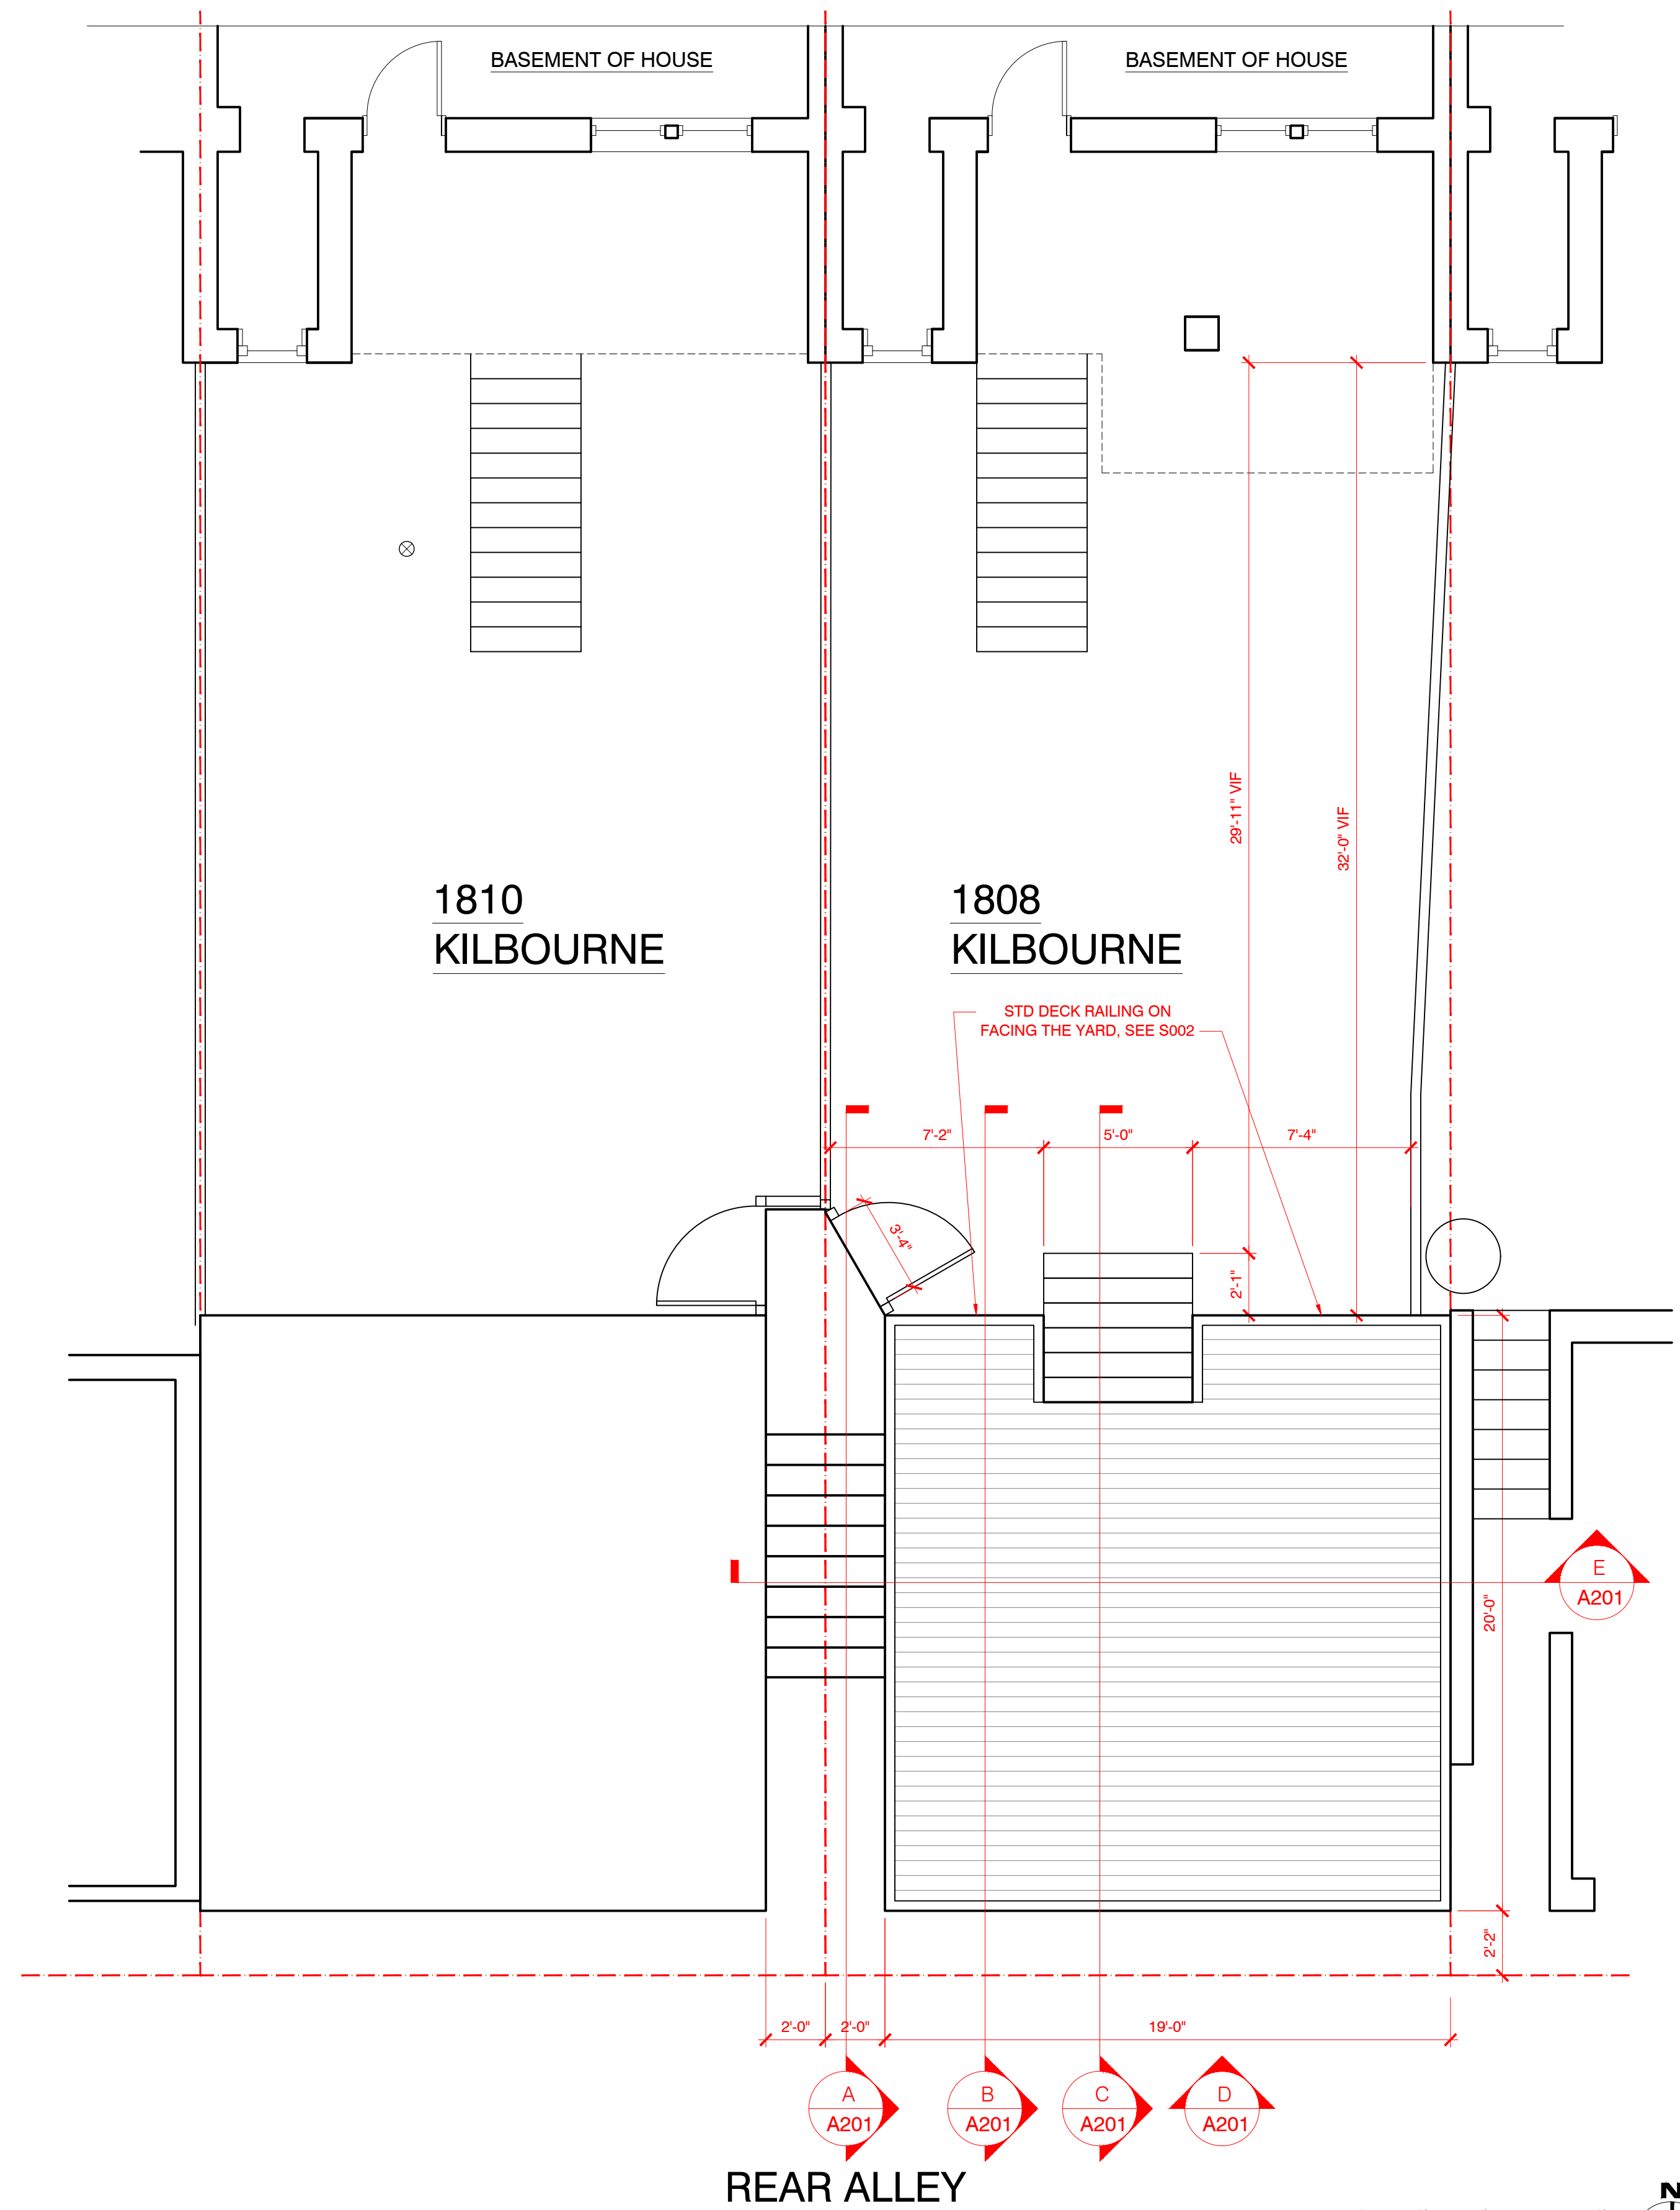 BASEMENT OF HOUSE
BASEMENT OF HOUSE
29'-11" VIF
32'-0" VIF
1810
KILBOURNE
1808
KILBOURNE
STD DECK RAILING ON
FACING THE YARD, SEE S002
7'-2"
5'-0"
7'-4"
3'-4"
2'-1"
E
A201
20'-0"
2'-2"
2'-0"
2'-0"
19'-0"
A
A201
B
A201
C
A201
D
A201
REAR ALLEY
N